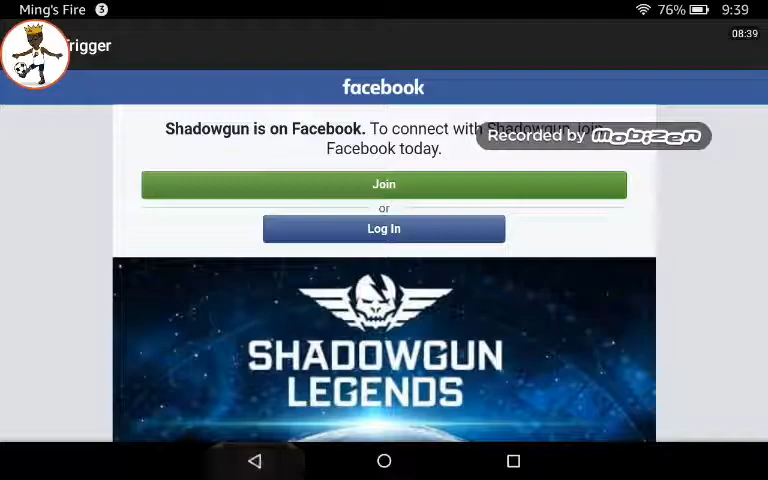 Ming's Fire 3 76% 9:39
08:39
rigger
facebook
Shadowgun is on Facebook. To connect with Shadowgun, join
Facebook today.
Recorded by mobizen
Join
or
Log In
SHADOWGUN
LEGENDS